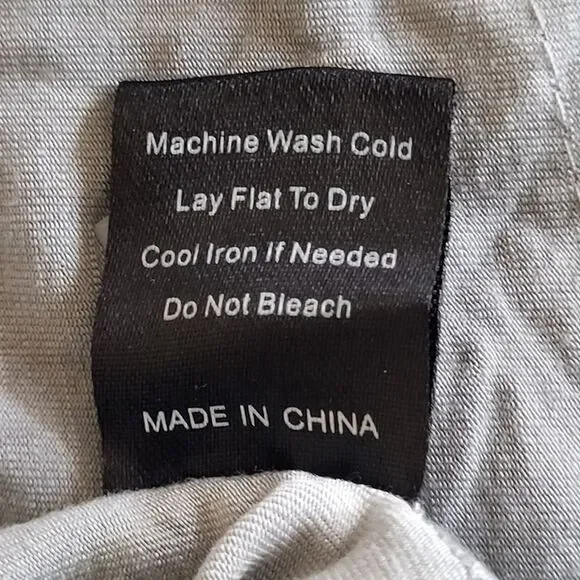 Machine Wash Cold
Lay Flat To Dry
Cool Iron If Needed
Do Not Bleach
MADE IN CHINA